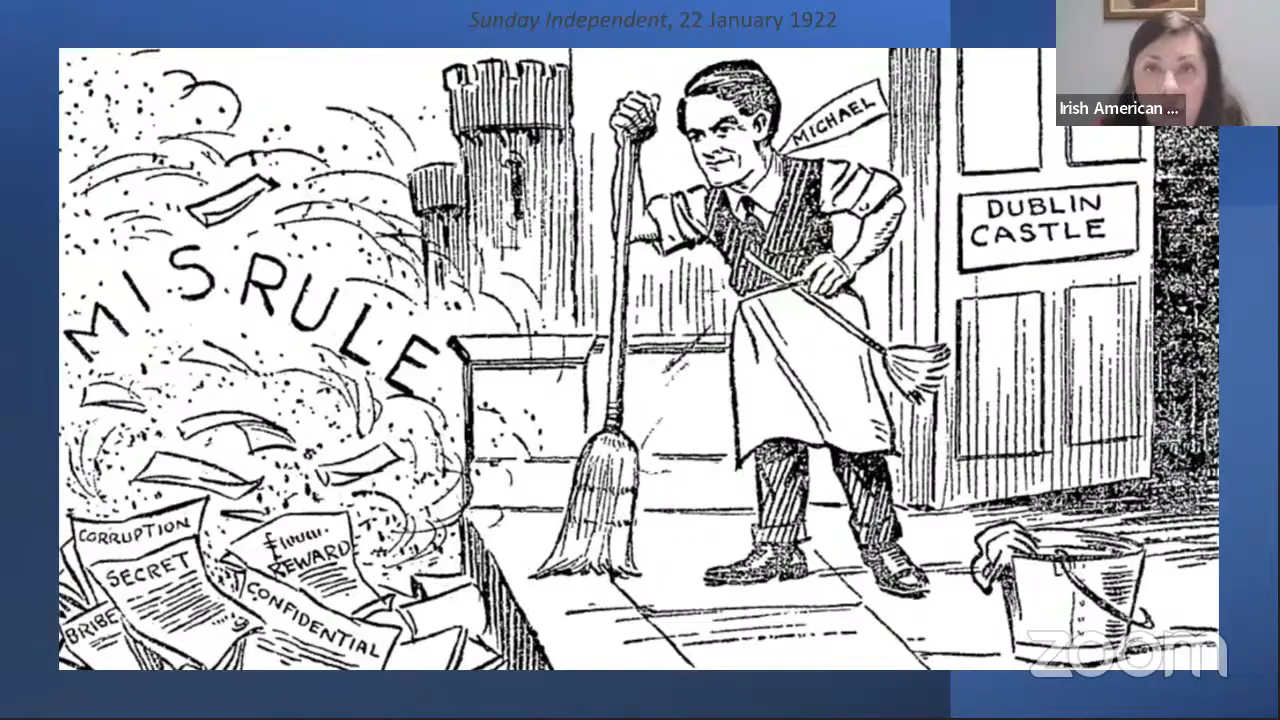 Sunday Independent, 22 January 1922
Irish American ...
MICHAEL
DUBLIN
CASTLE
MISRULE
CORRUPTION
SECRET
BRIBE
REWARD
CONFIDENTIAL
zoom